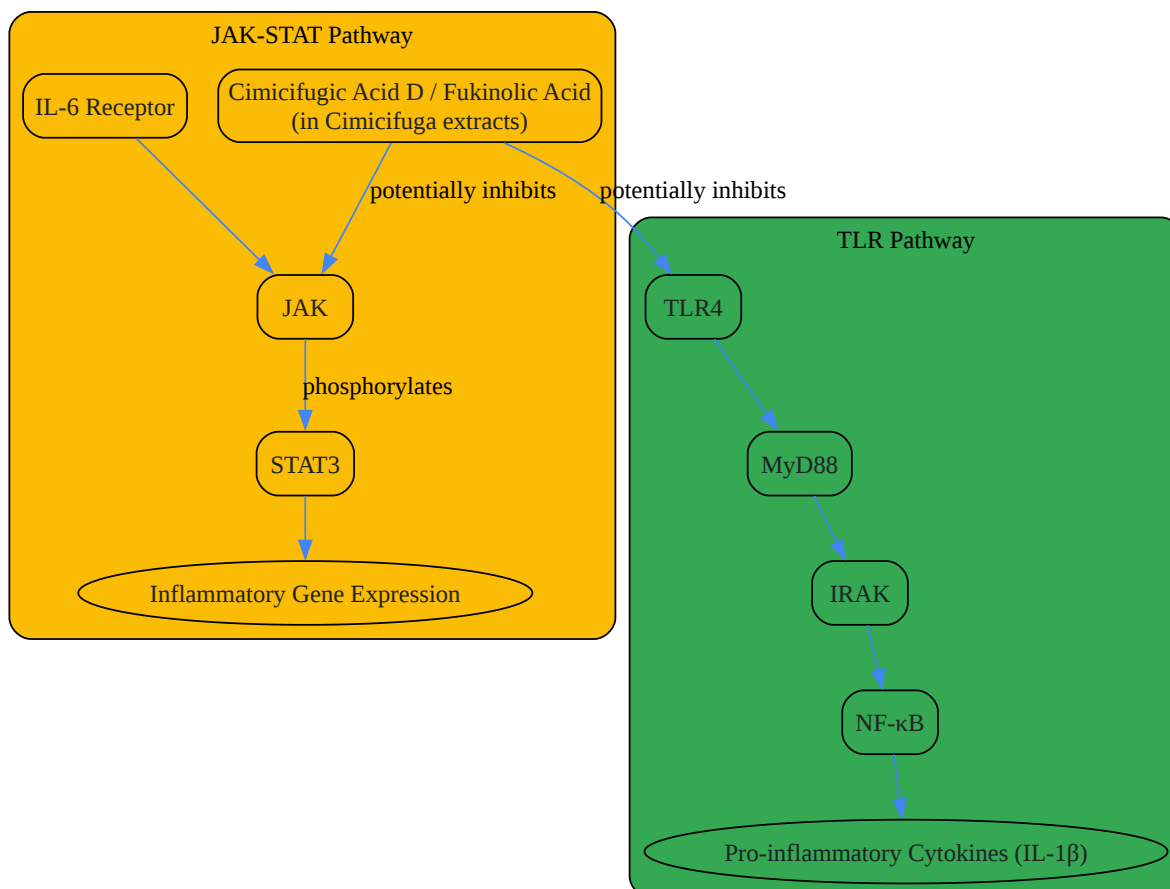 JAK-STAT Pathway
IL-6 Receptor
Cimicifugic Acid D / Fukinolic Acid
(in Cimicifuga extracts)
potentially inhibits
potentially inhibits
TLR Pathway
JAK
TLR4
phosphorylates
STAT3
MyD88
Inflammatory Gene Expression
IRAK
NF-κB
Pro-inflammatory Cytokines (IL-1β)